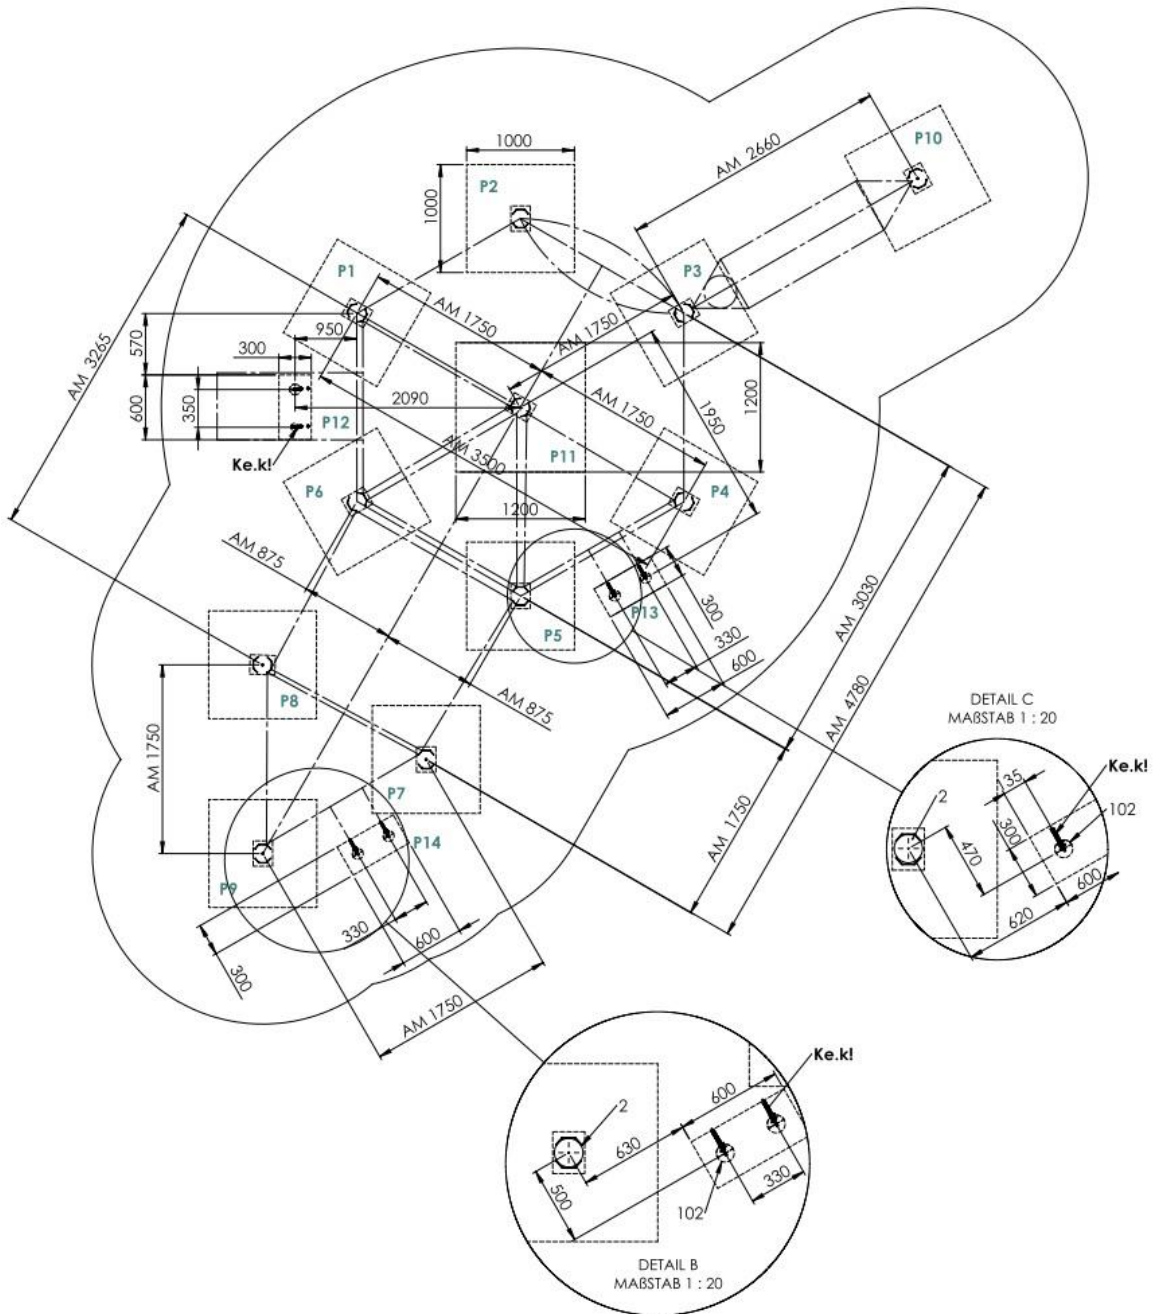 1000
P10
AM 2660
P2
1000
P1
P3
AM 1750
AM 1750
570
950
300
AM 3265
1200
1950
AM 1750
350
600
2090
P12
AM 3500
P11
Ke.k!
P6
P4
1200
AM 875
P13
300
AM 3030
P5
330
600
P8
AM 875
AM 4780
DETAIL C
MAßSTAB 1 : 20
AM 1750
Ke.k!
P7
35
2
102
AM 1750
300
P14
470
P9
600
330
600
620
300
AM 1750
Ke.k!
600
2
630
500
330
102
DETAIL B
MAßSTAB 1 : 20